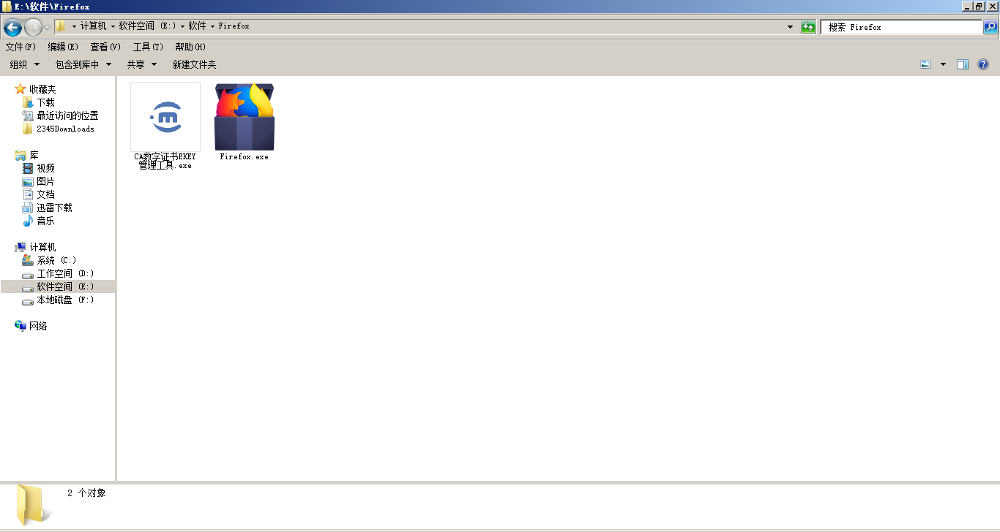 E:\软件\Firefox
计算机 软件空间 (E:) 软件 Firefox
搜索 Firefox
文件(F) 编辑(E) 查看(V) 工具(T) 帮助(H)
组织 包含到库中 共享 新建文件夹
收藏夹
下载
最近访问的位置
2345Downloads
库
视频
图片
文档
迅雷下载
音乐
计算机
系统 (C:)
工作空间 (D:)
软件空间 (E:)
本地磁盘 (F:)
网络
CA数字证书EKEY
管理工具.exe
Firefox.exe
2 个对象